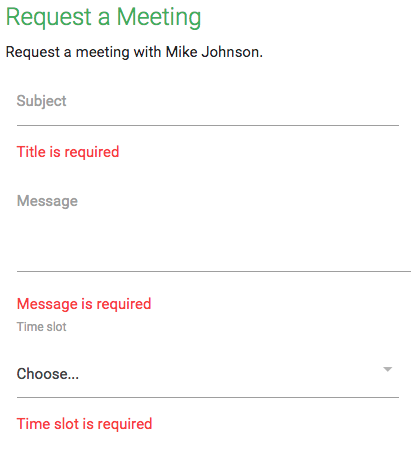 Request a Meeting
Request a meeting with Mike Johnson.
Subject
Title is required
Message
Message is required
Time slot
Choose...
Time slot is required